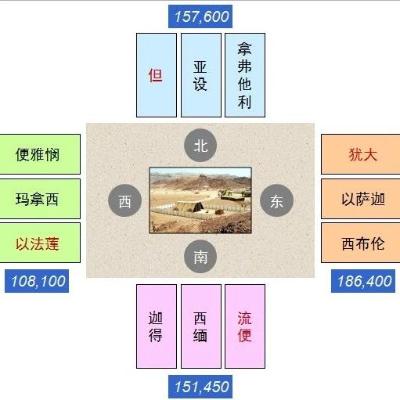 157,600
但
亚设
拿弗他利
便雅悯
玛拿西
以法莲
108,100
北
西
东
南
犹大
以萨迦
西布伦
186,400
迦得
西缅
流便
151,450